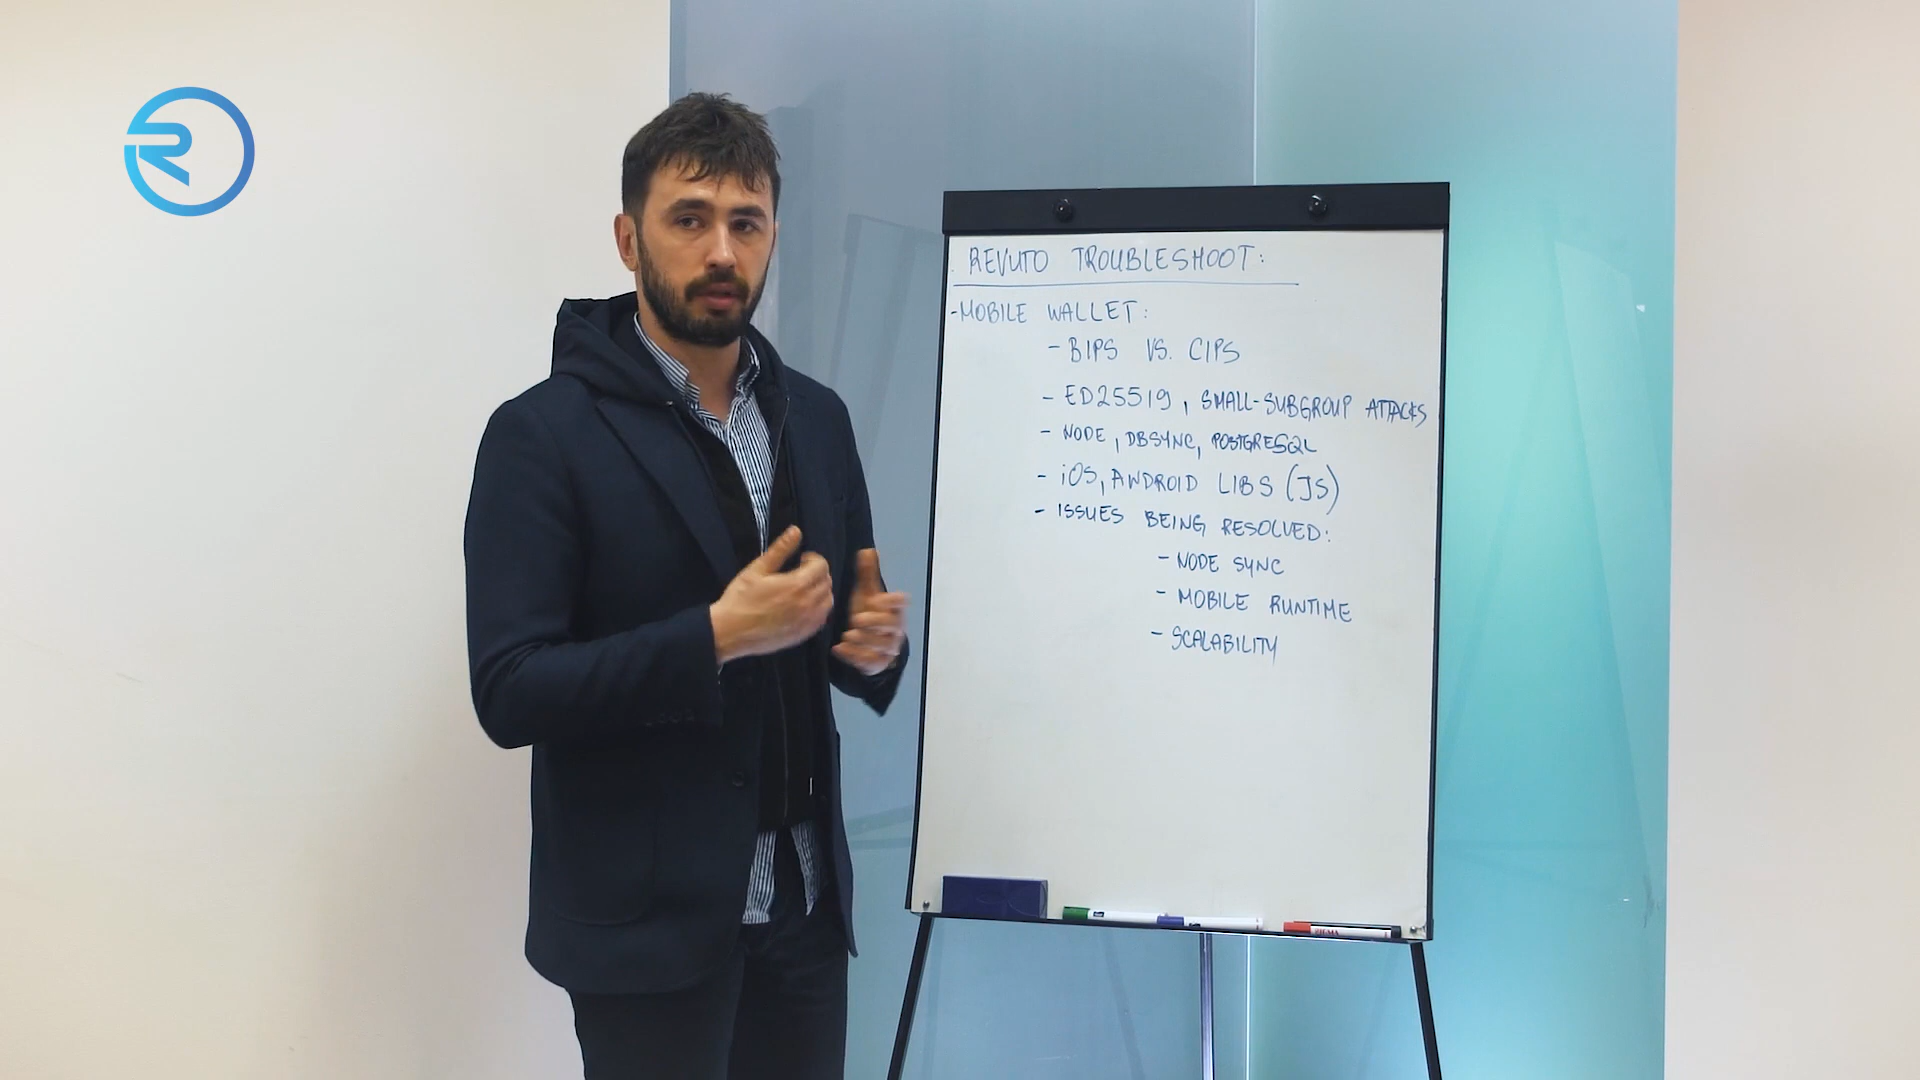 REVUTO TROUBLESHOOT:
-MOBILE WALLET:
- BIPS VS. CIPS
- ED25519, SMALL-SUBGROUP ATTACKS
- NODE, DBSYNC, POSTGRESQL
- iOS, ANDROID LIBS (JS)
- ISSUES BEING RESOLVED:
- NODE SYNC
- MOBILE RUNTIME
- SCALABILITY